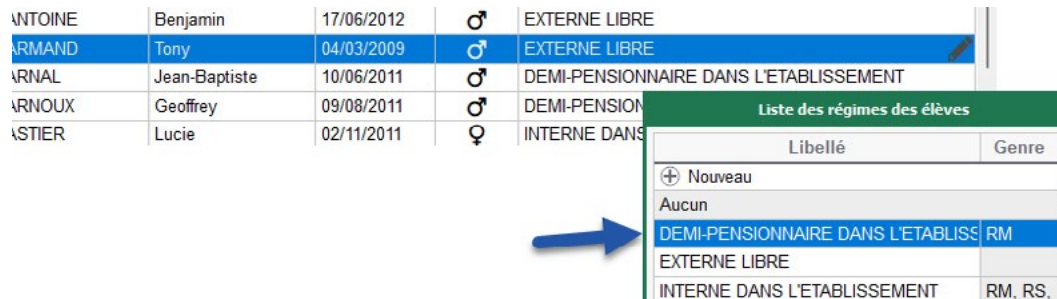 ANTOINE Benjamin 17/06/2012 EXTERNE LIBRE
ARMAND Tony 04/03/2009 EXTERNE LIBRE
ARNAL Jean-Baptiste 10/06/2011 DEMI-PENSIONNAIRE DANS L'ETABLISSEMENT
ARNOUX Geoffrey 09/08/2011 DEMI-PENSION
ASTIER Lucie 02/11/2011 INTERNE DANS
Liste des régimes des élèves
Libellé Genre
Nouveau
Aucun
DEMI-PENSIONNAIRE DANS L'ETABLISS RM
EXTERNE LIBRE
INTERNE DANS L'ETABLISSEMENT RM, RS,